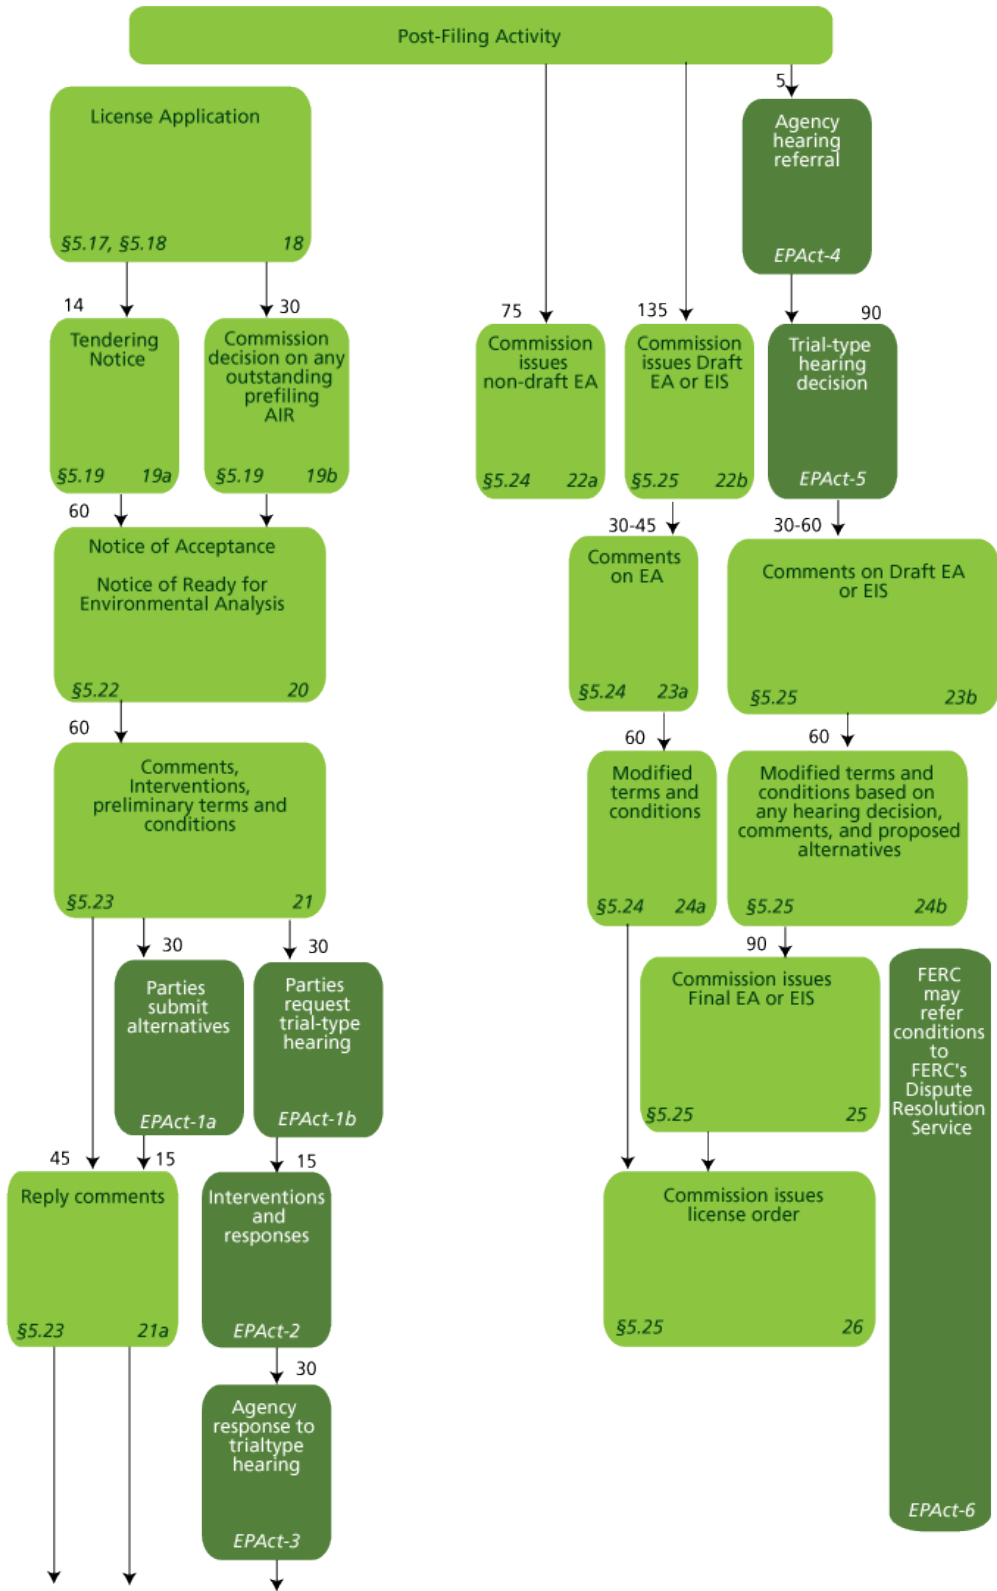 Post-Filing Activity
License Application
§5.17, §5.18 18
14
30
Tendering
Notice
§5.19 19a
Commission
decision on any
outstanding
prefiling
AIR
§5.19 19b
60
Notice of Acceptance
Notice of Ready for
Environmental Analysis
§5.22 20
60
Comments,
Interventions,
preliminary terms and
conditions
§5.23 21
30
30
Parties
submit
alternatives
EPAct-1a
Parties
request
trial-type
hearing
EPAct-1b
45
15
15
Reply comments
§5.23 21a
Interventions
and
responses
EPAct-2
30
Agency
response to
trialtype
hearing
EPAct-3
5
Agency
hearing
referral
EPAct-4
75
135
90
Commission
issues
non-draft EA
§5.24 22a
Commission
issues Draft
EA or EIS
§5.25 22b
Trial-type
hearing
decision
EPAct-5
30-45
30-60
Comments
on EA
§5.24 23a
Comments on Draft EA
or EIS
§5.25 23b
60
60
Modified
terms and
conditions
§5.24 24a
Modified terms and
conditions based on
any hearing decision,
comments, and proposed
alternatives
§5.25 24b
90
Commission issues
Final EA or EIS
§5.25 25
Commission issues
license order
§5.25 26
FERC
may
refer
conditions
to
FERC's
Dispute
Resolution
Service
EPAct-6